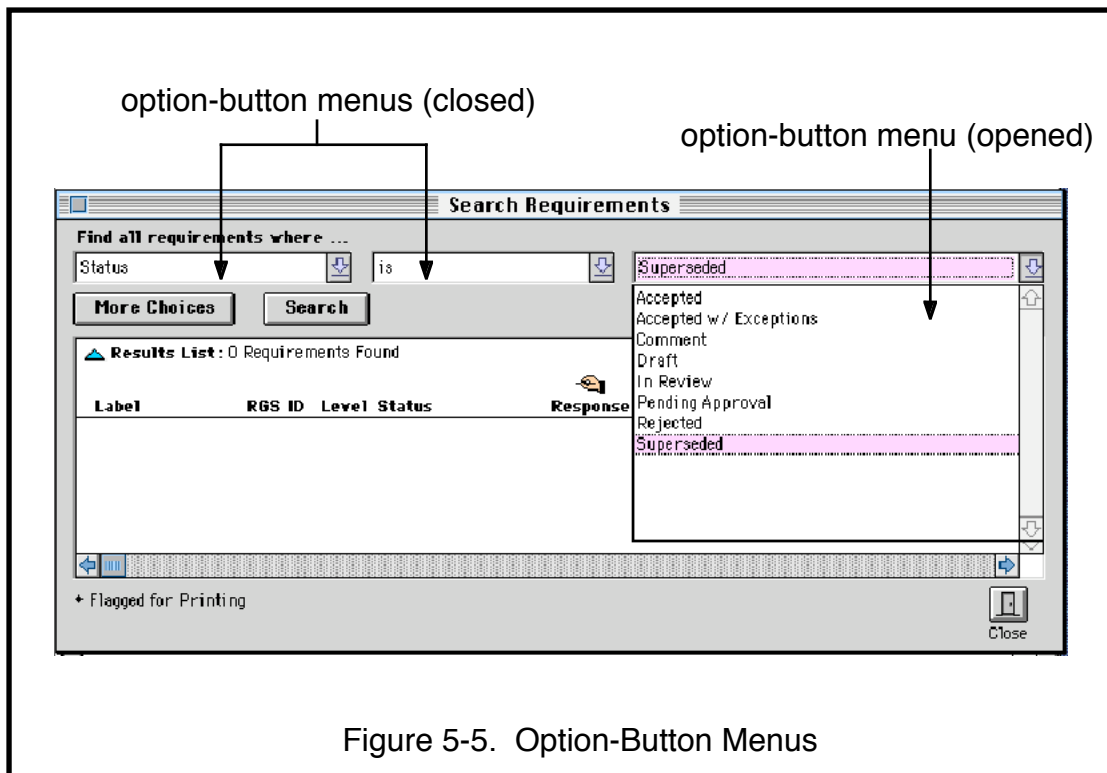 option-button menus (closed)
option-button menu (opened)
Search Requirements
Find all requirements where ...
Status
is
Superseded
More Choices
Search
Accepted
Accepted w/ Exceptions
Comment
Draft
In Review
Pending Approval
Rejected
Superseded
Results List: 0 Requirements Found
Label RGS ID Level Status Response
+ Flagged for Printing
Close
Figure 5-5. Option-Button Menus